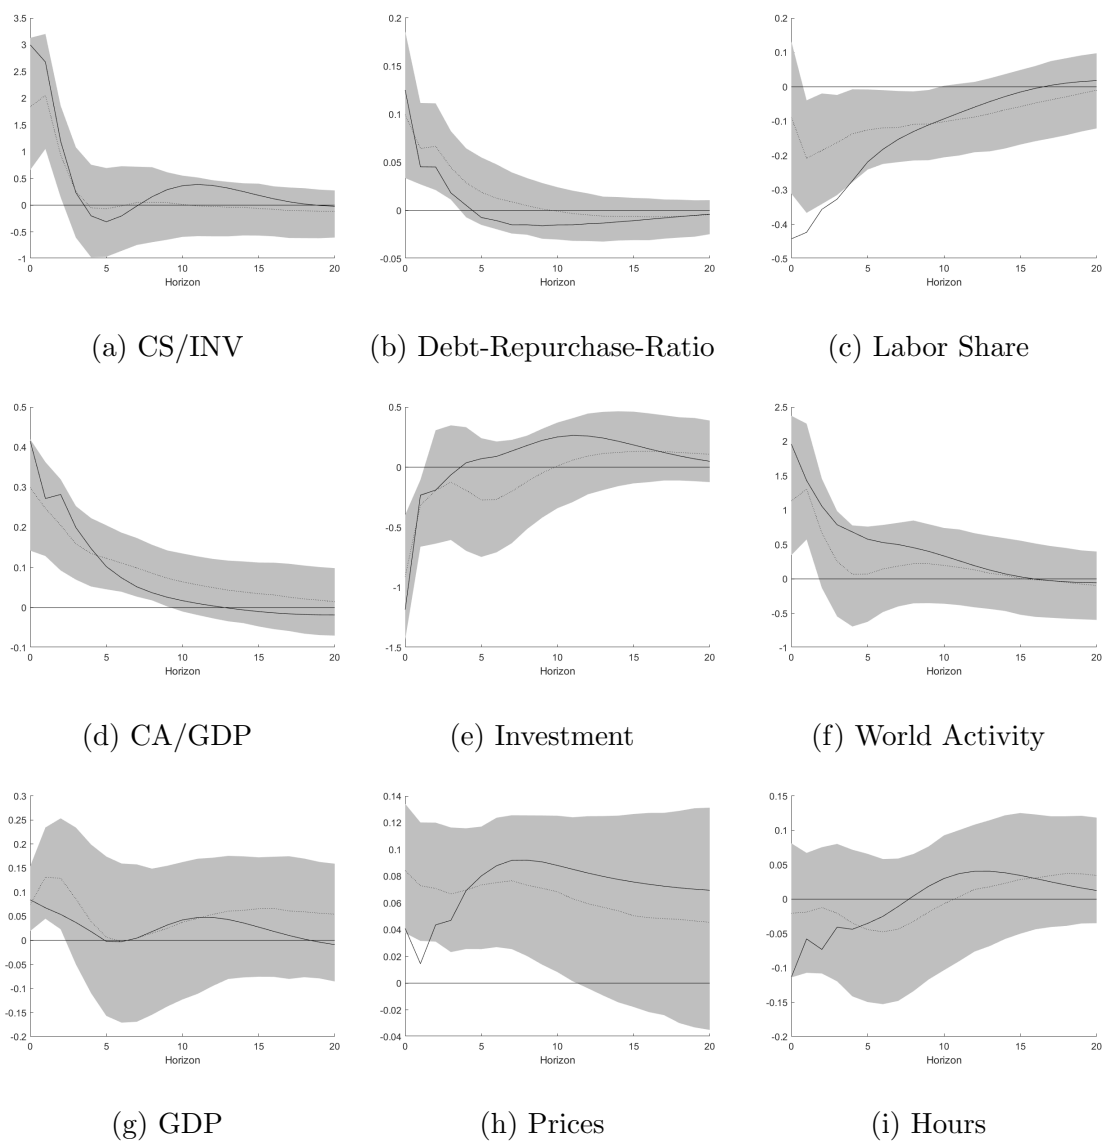 3.5
3
2.5
2
1.5
1
0.5
0
-0.5
-1
0 5 10 15 20
Horizon
(a) CS/INV
0.2
0.15
0.1
0.05
0
-0.05
0 5 10 15 20
Horizon
(b) Debt-Repurchase-Ratio
0.2
0.1
0
-0.1
-0.2
-0.3
-0.4
-0.5
0 5 10 15 20
Horizon
(c) Labor Share
0.5
0.4
0.3
0.2
0.1
0
-0.1
0 5 10 15 20
Horizon
(d) CA/GDP
0.5
0
-0.5
-1
-1.5
0 5 10 15 20
Horizon
(e) Investment
2.5
2
1.5
1
0.5
0
-0.5
-1
0 5 10 15 20
Horizon
(f) World Activity
0.3
0.25
0.2
0.15
0.1
0.05
0
-0.05
-0.1
-0.15
-0.2
0 5 10 15 20
Horizon
(g) GDP
0.14
0.12
0.1
0.08
0.06
0.04
0.02
0
-0.02
-0.04
0 5 10 15 20
Horizon
(h) Prices
0.15
0.1
0.05
0
-0.05
-0.1
-0.15
-0.2
0 5 10 15 20
Horizon
(i) Hours